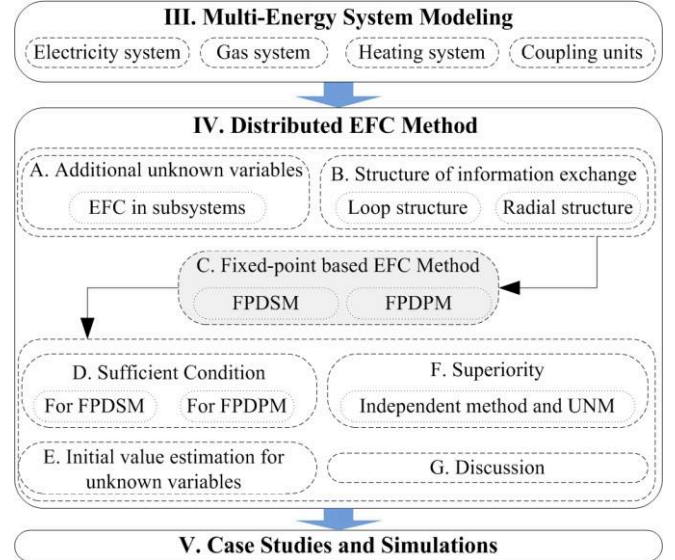 III. Multi-Energy System Modeling
Electricity system Gas system Heating system Coupling units
IV. Distributed EFC Method
A. Additional unknown variables
EFC in subsystems
B. Structure of information exchange
Loop structure Radial structure
C. Fixed-point based EFC Method
FPDSM FPDPM
D. Sufficient Condition
For FPDSM For FPDPM
F. Superiority
Independent method and UNM
E. Initial value estimation for
unknown variables
G. Discussion
V. Case Studies and Simulations